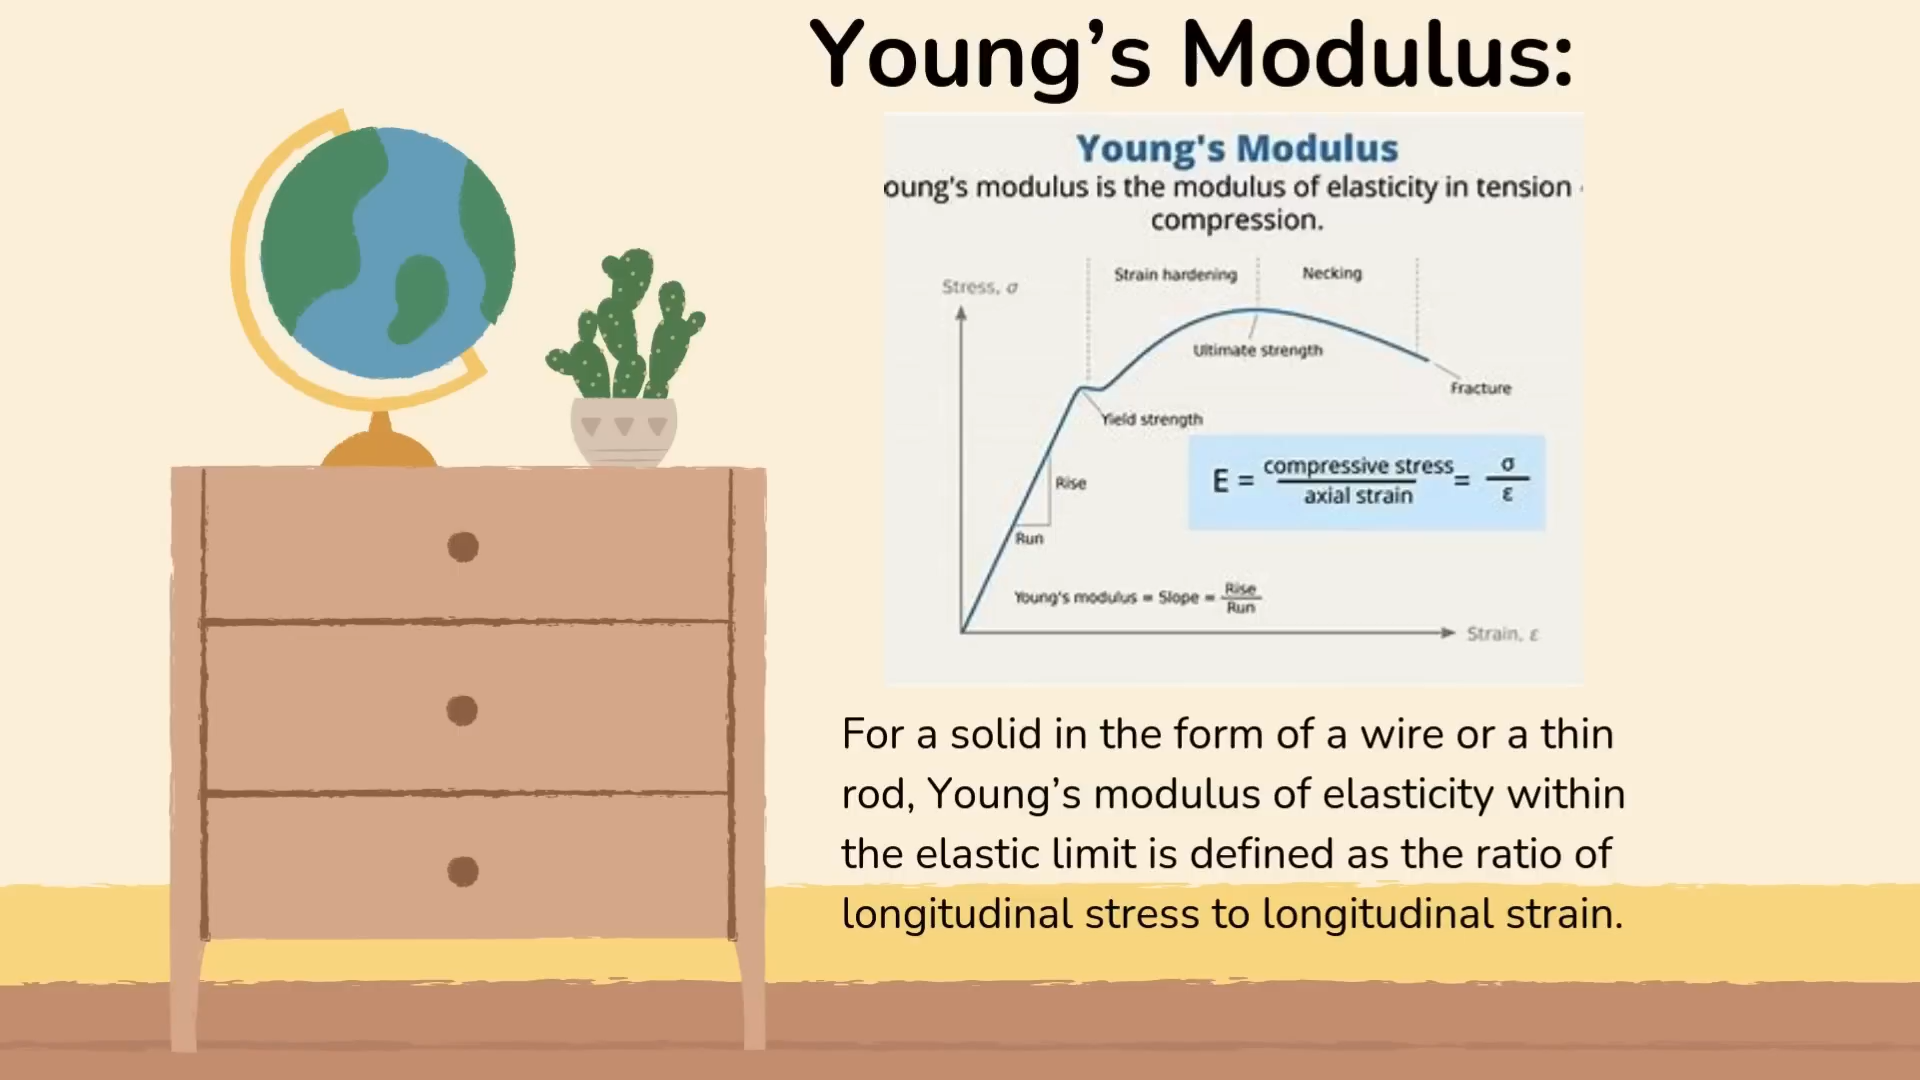 Young’s Modulus:
Young's Modulus
oung's modulus is the modulus of elasticity in tension
compression.
Strain hardening
Necking
Stress, σ
Ultimate strength
Fracture
Yield strength
E = compressive stress / axial strain = σ / ε
Rise
Run
Young's modulus = Slope = Rise / Run
Strain, ε
For a solid in the form of a wire or a thin
rod, Young’s modulus of elasticity within
the elastic limit is defined as the ratio of
longitudinal stress to longitudinal strain.